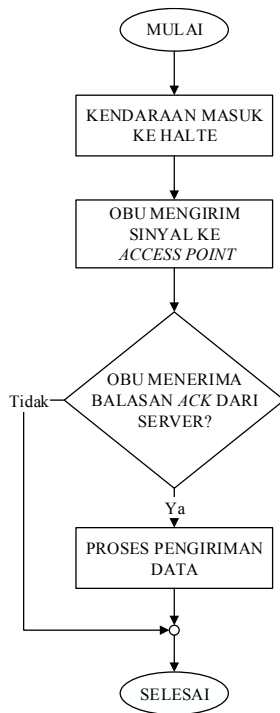 MULAI
KENDARAAN MASUK
KE HALTE
OBU MENGIRIM
SINYAL KE
ACCESS POINT
OBU MENERIMA
BALASAN ACK DARI
SERVER?
Tidak
Ya
PROSES PENGIRIMAN
DATA
SELESAI